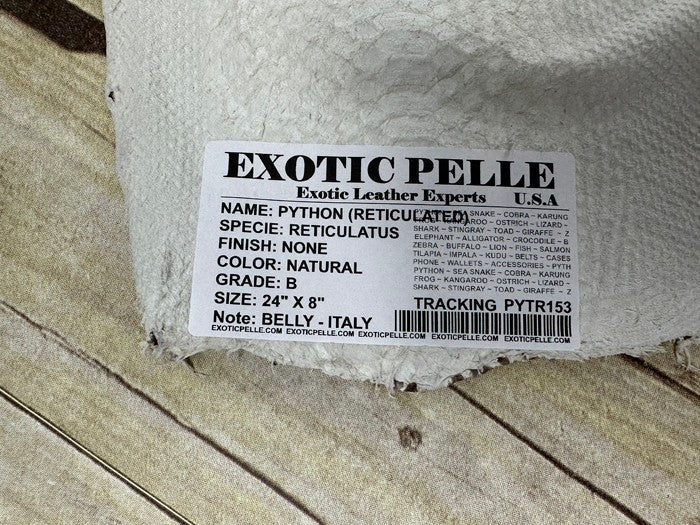 EXOTIC PELLE
Exotic Leather Experts U.S.A
NAME: PYTHON (RETICULATED)
SPECIE: RETICULATUS
FINISH: NONE
COLOR: NATURAL
GRADE: B
SIZE: 24" X 8"
Note: BELLY - ITALY
SNAKE ~ COBRA ~ KARUNG
KANGAROO ~ OSTRICH ~ LIZARD ~
SHARK ~ STINGRAY ~ TOAD ~ GIRAFFE ~ Z
ELEPHANT ~ ALLIGATOR ~ CROCODILE ~ B
ZEBRA ~ BUFFALO ~ LION ~ FISH ~ SALMON
TILAPIA ~ IMPALA ~ KUDU ~ BELTS ~ CASES
PHONE ~ WALLETS ~ ACCESSORIES ~ PYTH
PYTHON ~ SEA SNAKE ~ COBRA ~ KARUNG
FROG ~ KANGAROO ~ OSTRICH ~ LIZARD ~
SHARK ~ STINGRAY ~ TOAD ~ GIRAFFE ~ Z
TRACKING PYTR153
EXOTICPELLE.COM EXOTICPELLE.COM EXOTICPELLE.COM EXOTICPELLE.COM EXOTICPELLE.COM